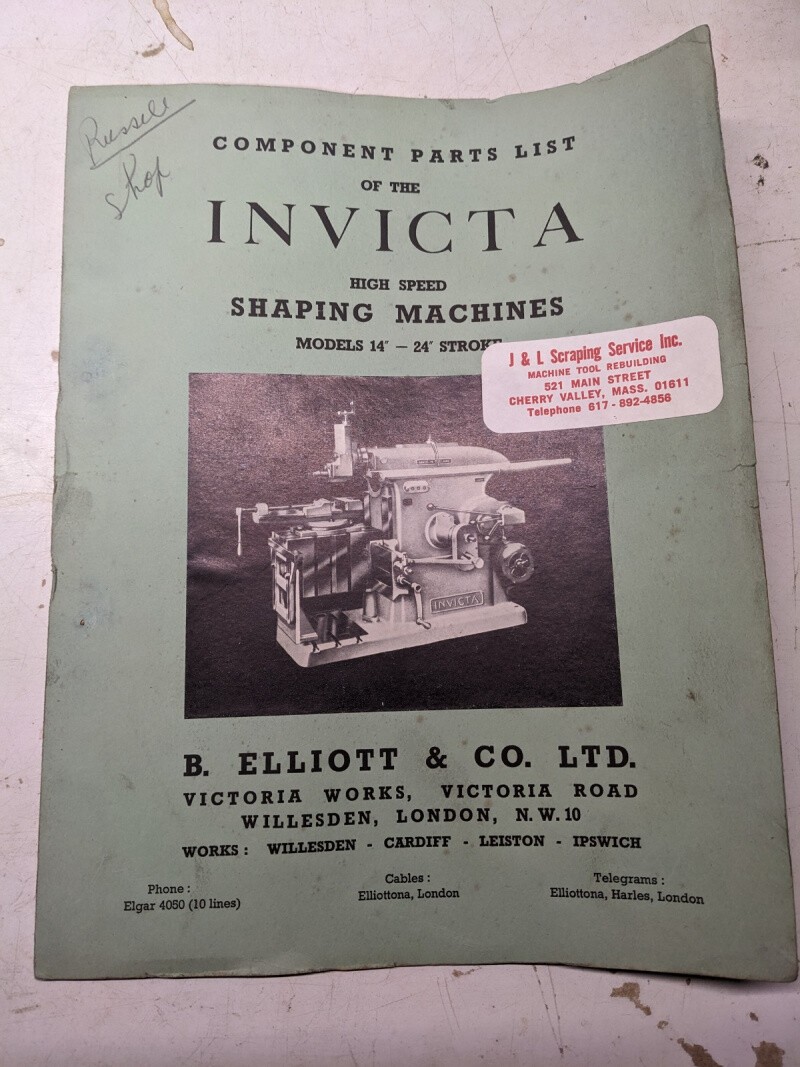 Russell
Shop
COMPONENT PARTS LIST
OF THE
INVICTA
HIGH SPEED
SHAPING MACHINES
MODELS 14″ — 24″ STROKE
J & L Scraping Service Inc.
MACHINE TOOL REBUILDING
521 MAIN STREET
CHERRY VALLEY, MASS. 01611
Telephone 617-892-4856
INVICTA
B. ELLIOTT & CO. LTD.
VICTORIA WORKS, VICTORIA ROAD
WILLESDEN, LONDON, N.W.10
WORKS: WILLESDEN - CARDIFF - LEISTON - IPSWICH
Phone:
Elgar 4050 (10 lines)
Cables:
Elliottona, London
Telegrams:
Elliottona, Harles, London